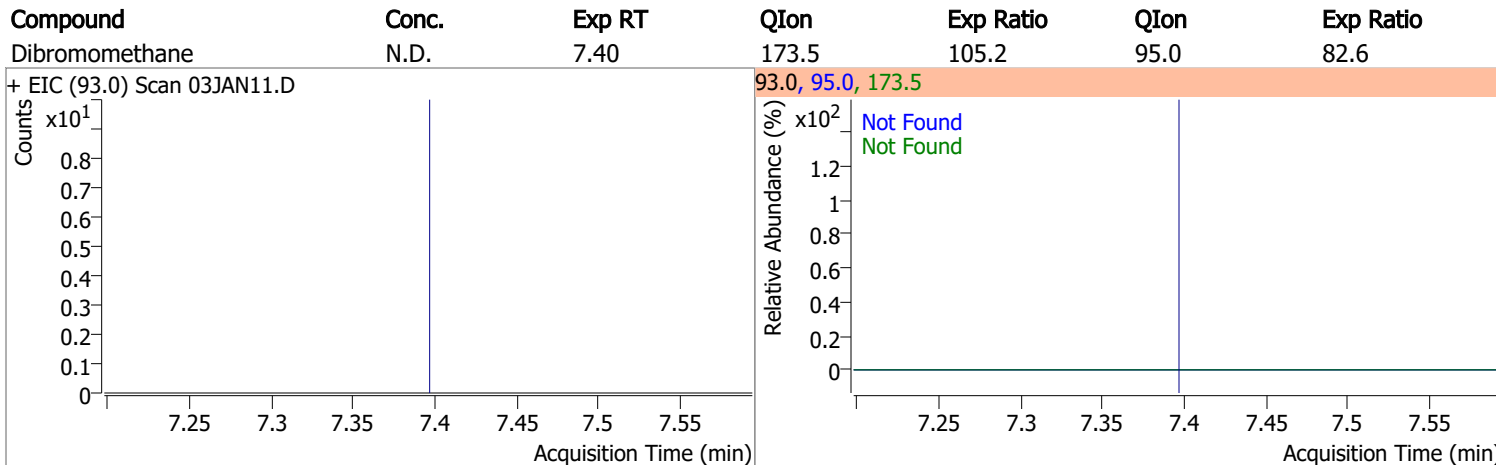 Compound Conc. Exp RT QIon Exp Ratio QIon Exp Ratio
Dibromomethane N.D. 7.40 173.5 105.2 95.0 82.6
+ EIC (93.0) Scan 03JAN11.D
Counts
x10¹
0.8
0.7
0.6
0.5
0.4
0.3
0.2
0.1
0
7.25 7.3 7.35 7.4 7.45 7.5 7.55
Acquisition Time (min)
93.0, 95.0, 173.5
Relative Abundance (%)
x10²
Not Found
Not Found
1.2
1
0.8
0.6
0.4
0.2
0
7.25 7.3 7.35 7.4 7.45 7.5 7.55
Acquisition Time (min)